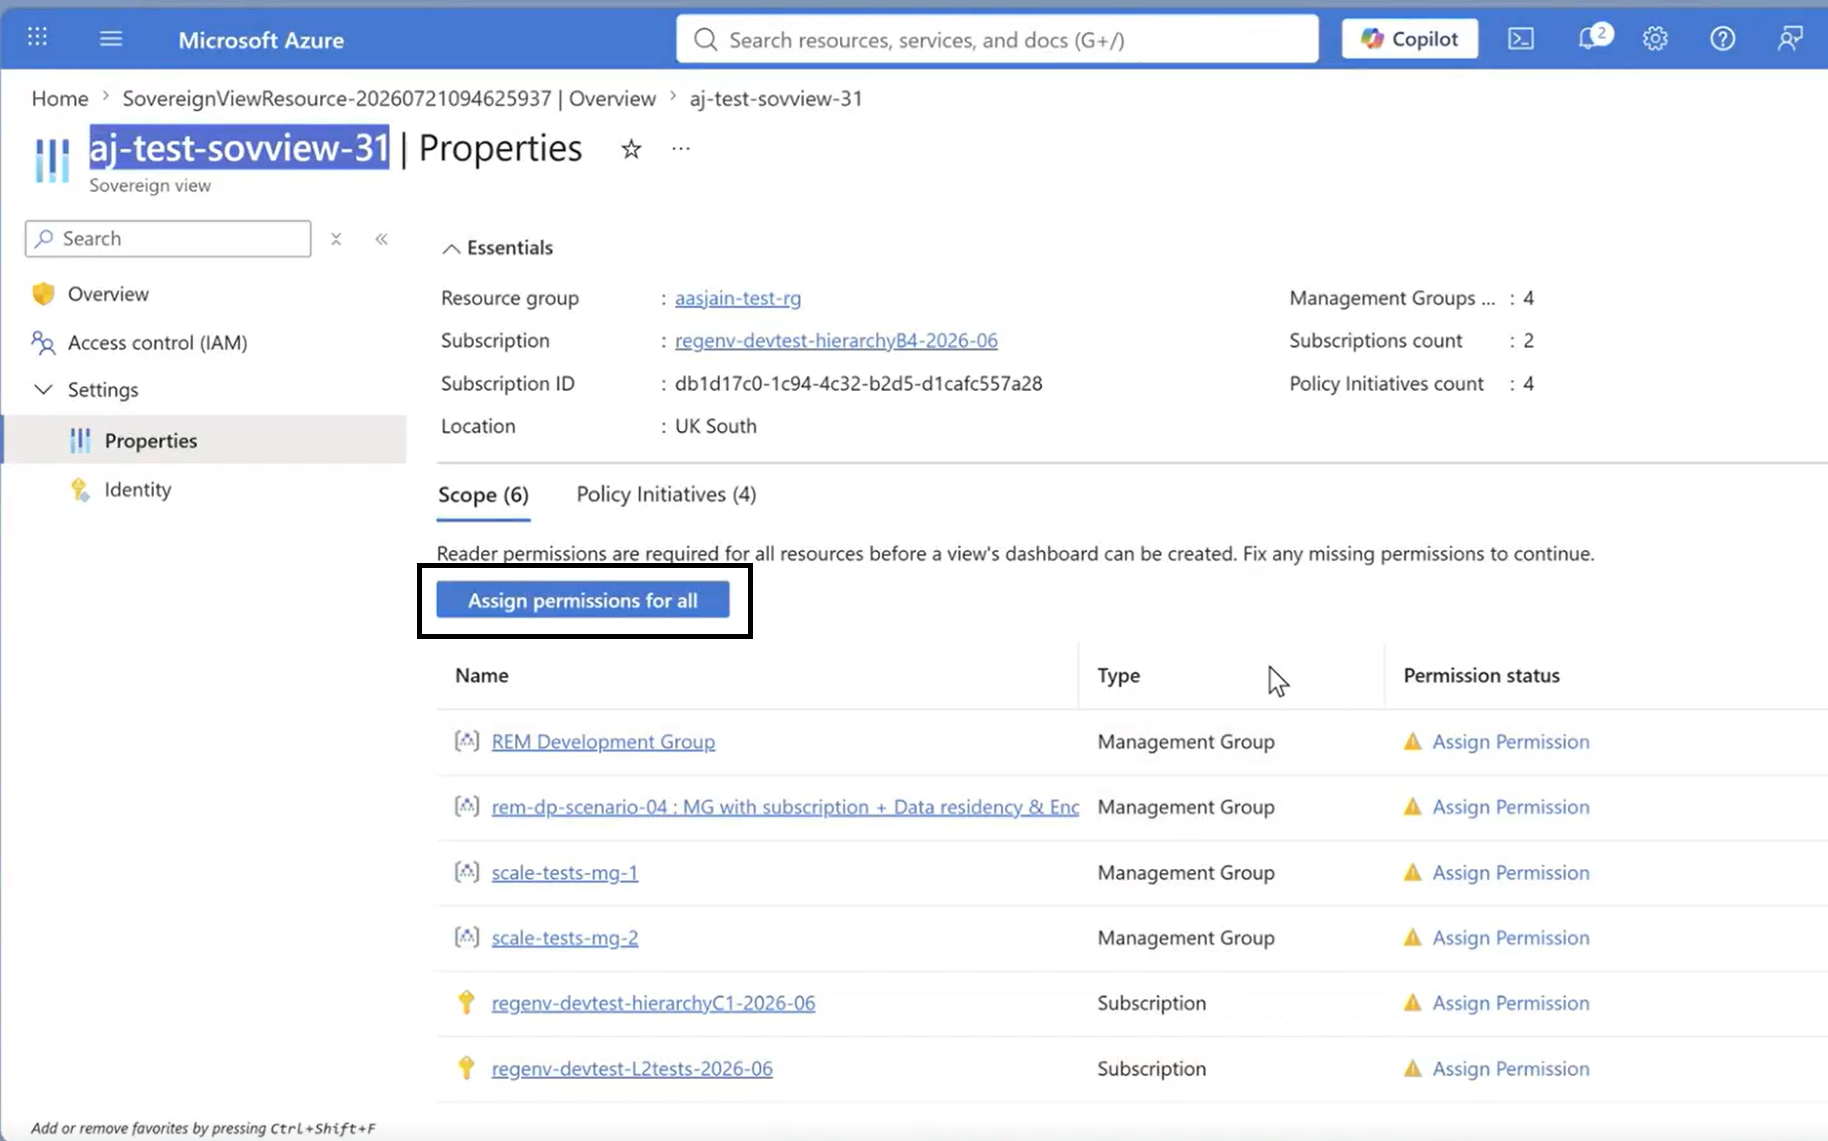 Microsoft Azure
Search resources, services, and docs (G+/)
Copilot
2
Home > SovereignViewResource-20260721094625937 | Overview > aj-test-sovview-31
aj-test-sovview-31 | Properties
Sovereign view
Search
Overview
Access control (IAM)
Settings
Properties
Identity
Essentials
Resource group : aasjain-test-rg
Subscription : regenv-devtest-hierarchyB4-2026-06
Subscription ID : db1d17c0-1c94-4c32-b2d5-d1cafc557a28
Location : UK South
Management Groups ... : 4
Subscriptions count : 2
Policy Initiatives count : 4
Scope (6) Policy Initiatives (4)
Reader permissions are required for all resources before a view's dashboard can be created. Fix any missing permissions to continue.
Assign permissions for all
Name Type Permission status
REM Development Group Management Group Assign Permission
rem-dp-scenario-04 : MG with subscription + Data residency & Enc Management Group Assign Permission
scale-tests-mg-1 Management Group Assign Permission
scale-tests-mg-2 Management Group Assign Permission
regenv-devtest-hierarchyC1-2026-06 Subscription Assign Permission
regenv-devtest-L2tests-2026-06 Subscription Assign Permission
Add or remove favorites by pressing Ctrl+Shift+F